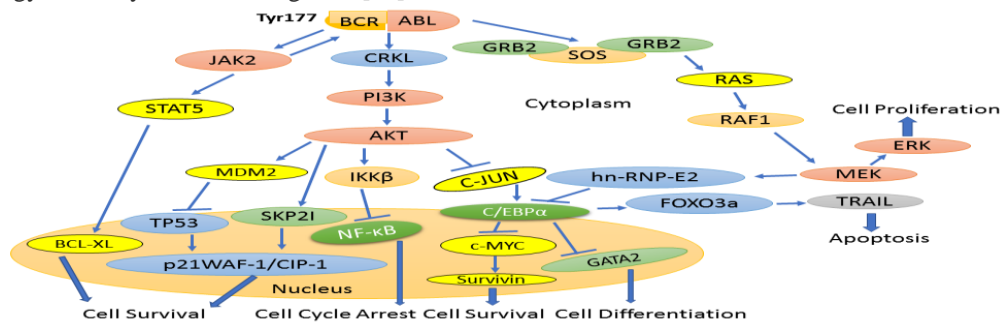 Tyr177
BCR ABL
GRB2 SOS GRB2
JAK2 CRKL
RAS
STAT5 PI3K Cytoplasm
RAF1 Cell Proliferation
AKT
ERK
MDM2 IKKβ C-JUN hn-RNP-E2 MEK
TP53 SKP2I C/EBPα FOXO3a TRAIL
NF-κB
BCL-XL c-MYC Apoptosis
p21WAF-1/CIP-1 GATA2
Nucleus Survivin
Cell Survival Cell Cycle Arrest Cell Survival Cell Differentiation